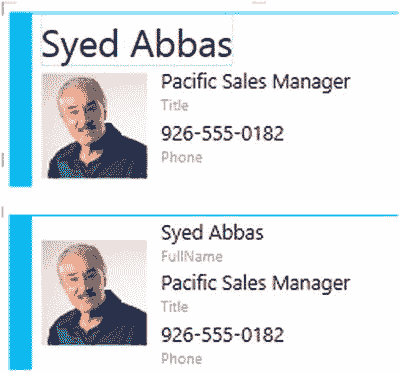 Syed Abbas
Pacific Sales Manager
Title
926-555-0182
Phone
Syed Abbas
FullName
Pacific Sales Manager
Title
926-555-0182
Phone